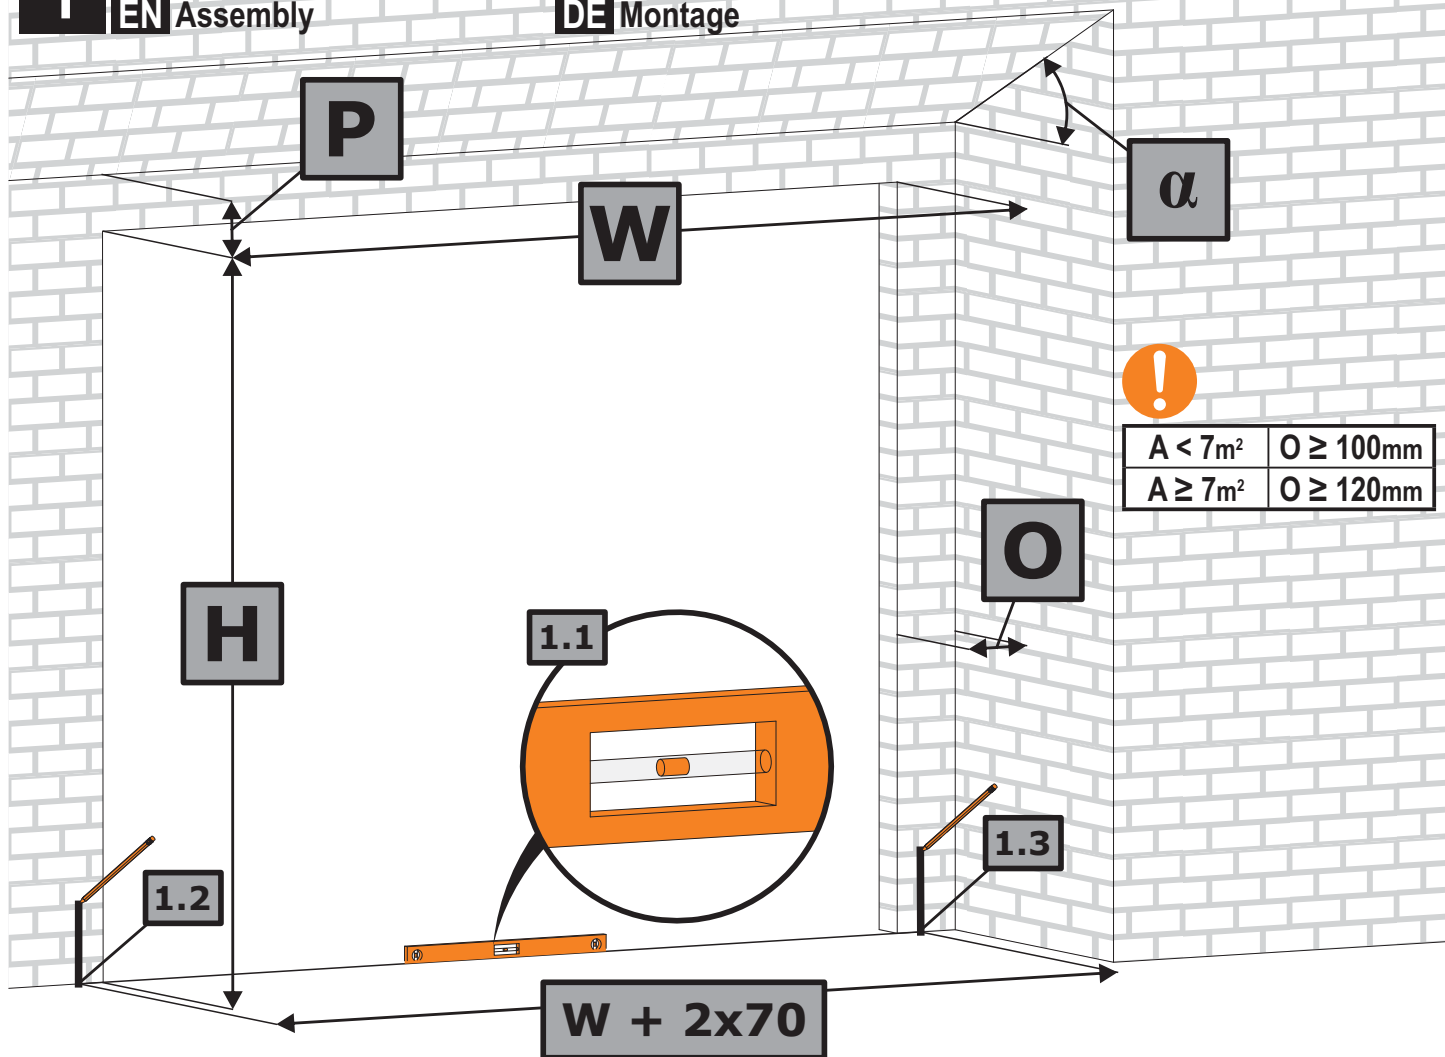 EN Assembly
DE Montage
P
W
α
A < 7m² O ≥ 100mm
A ≥ 7m² O ≥ 120mm
O
H
1.1
1.3
1.2
W + 2x70